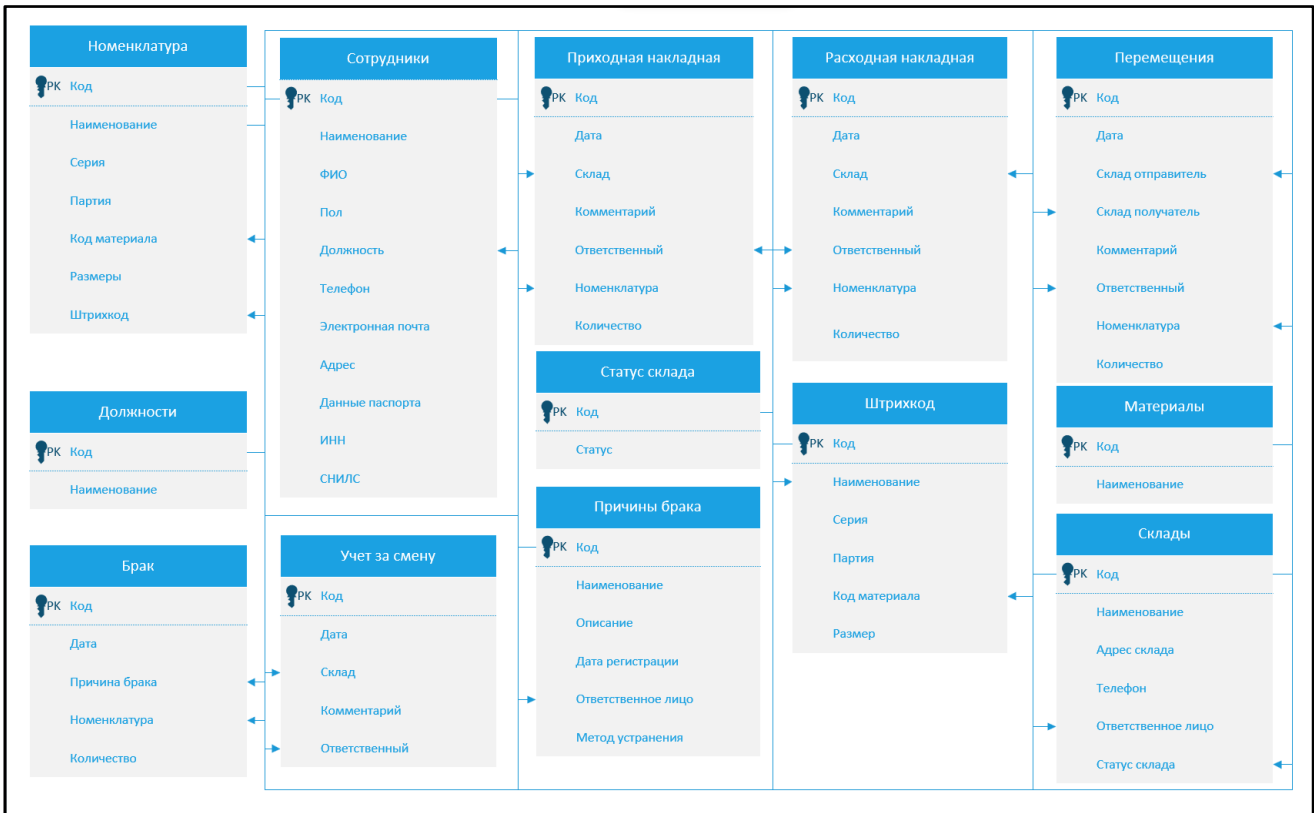 Номенклатура
PK Код
Наименование
Серия
Партия
Код материала
Размеры
Штрихкод
Должности
PK Код
Наименование
Брак
PK Код
Дата
Причина брака
Номенклатура
Количество
Сотрудники
PK Код
Наименование
ФИО
Пол
Должность
Телефон
Электронная почта
Адрес
Данные паспорта
ИНН
СНИЛС
Учет за смену
PK Код
Дата
Склад
Комментарий
Ответственный
Приходная накладная
PK Код
Дата
Склад
Комментарий
Ответственный
Номенклатура
Количество
Статус склада
PK Код
Статус
Причины брака
PK Код
Наименование
Описание
Дата регистрации
Ответственное лицо
Метод устранения
Расходная накладная
PK Код
Дата
Склад
Комментарий
Ответственный
Номенклатура
Количество
Штрихкод
PK Код
Наименование
Серия
Партия
Код материала
Размер
Перемещения
PK Код
Дата
Склад отправитель
Склад получатель
Комментарий
Ответственный
Номенклатура
Количество
Материалы
PK Код
Наименование
Склады
PK Код
Наименование
Адрес склада
Телефон
Ответственное лицо
Статус склада